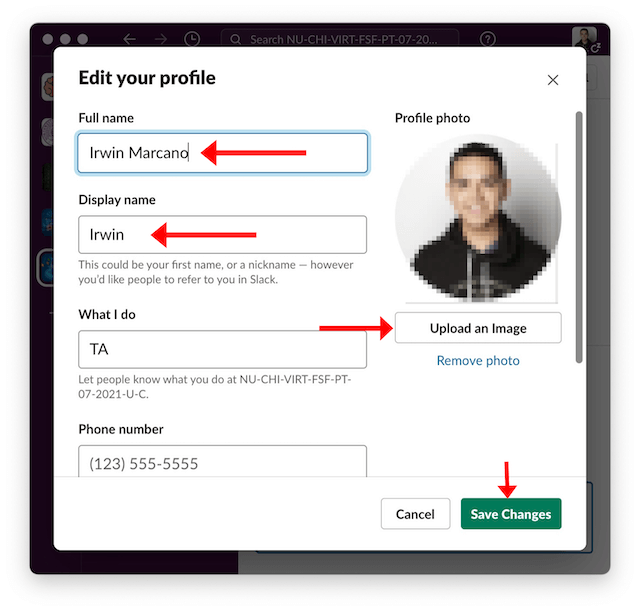 Search NU-CHI-VIRT-FSF-PT-07-20...
Edit your profile
Full name
Irwin Marcano
Display name
Irwin
This could be your first name, or a nickname — however
you'd like people to refer to you in Slack.
What I do
TA
Let people know what you do at NU-CHI-VIRT-FSF-PT-
07-2021-U-C.
Phone number
(123) 555-5555
Profile photo
Upload an Image
Remove photo
Cancel
Save Changes